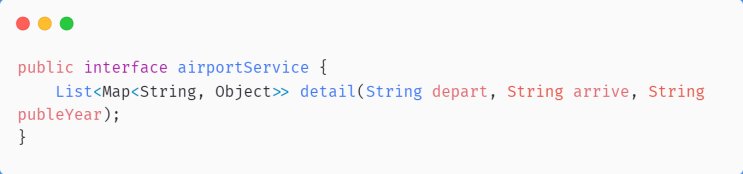 public interface airportService {
    List<Map<String, Object>> detail(String depart, String arrive, String
publeYear);
}